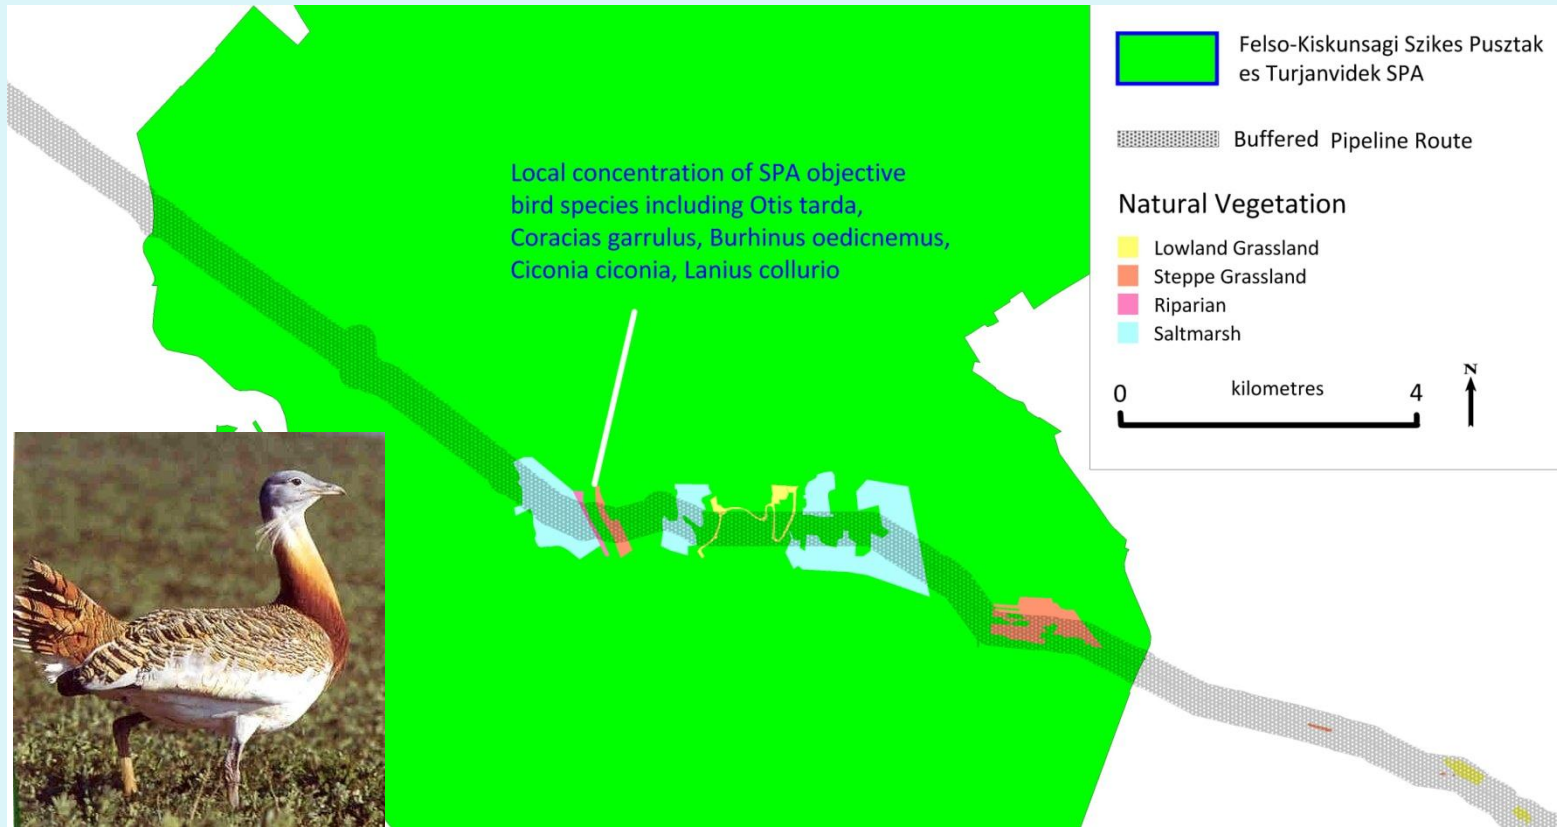 Felso-Kiskunsagi Szikes Pusztak
es Turjanvidek SPA
Buffered Pipeline Route
Local concentration of SPA objective
bird species including Otis tarda,
Coracias garrulus, Burhinus oedicnemus,
Ciconia ciconia, Lanius collurio
Natural Vegetation
Lowland Grassland
Steppe Grassland
Riparian
Saltmarsh
0 kilometres 4
N